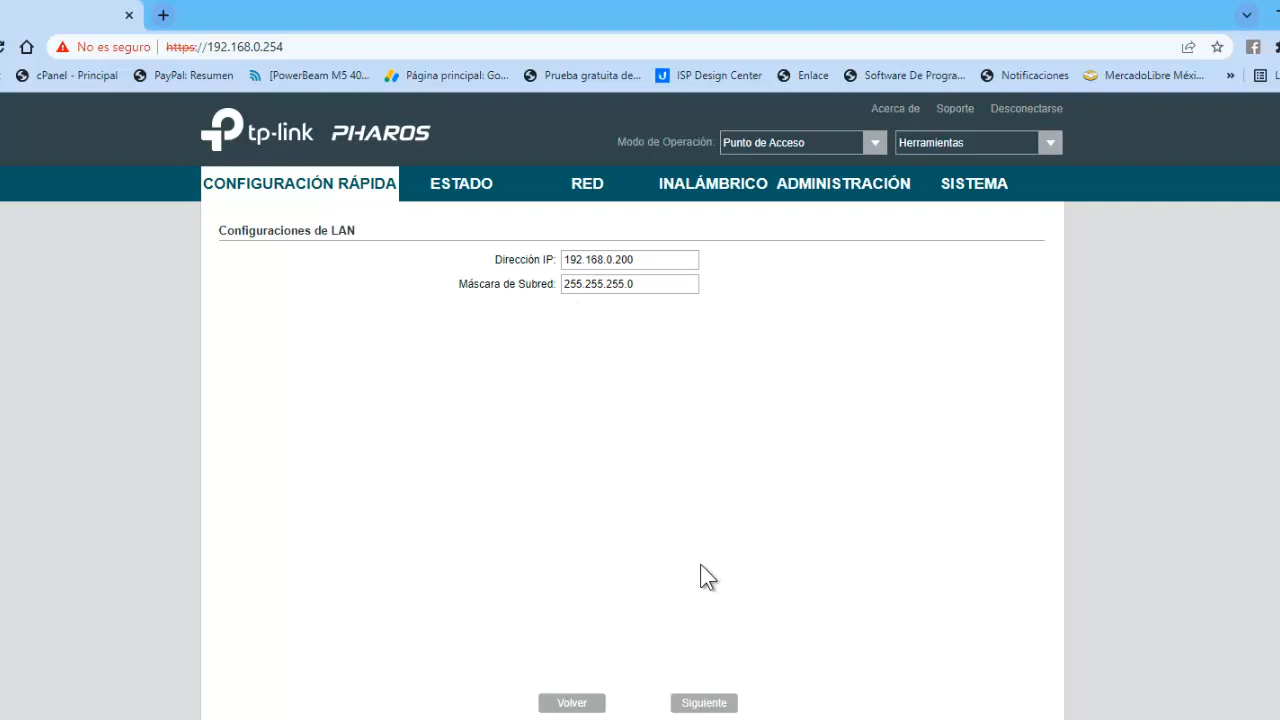 No es seguro https://192.168.0.254
cPanel - Principal PayPal: Resumen [PowerBeam M5 40... Página principal: Go... Prueba gratuita de... ISP Design Center Enlace Software De Progra... Notificaciones MercadoLibre Méxi... »
Acerca de Soporte Desconectarse
tp-link PHAROS
Modo de Operación: Punto de Acceso Herramientas
CONFIGURACIÓN RÁPIDA ESTADO RED INALÁMBRICO ADMINISTRACIÓN SISTEMA
Configuraciones de LAN
Dirección IP: 192.168.0.200
Máscara de Subred: 255.255.255.0
Volver Siguiente